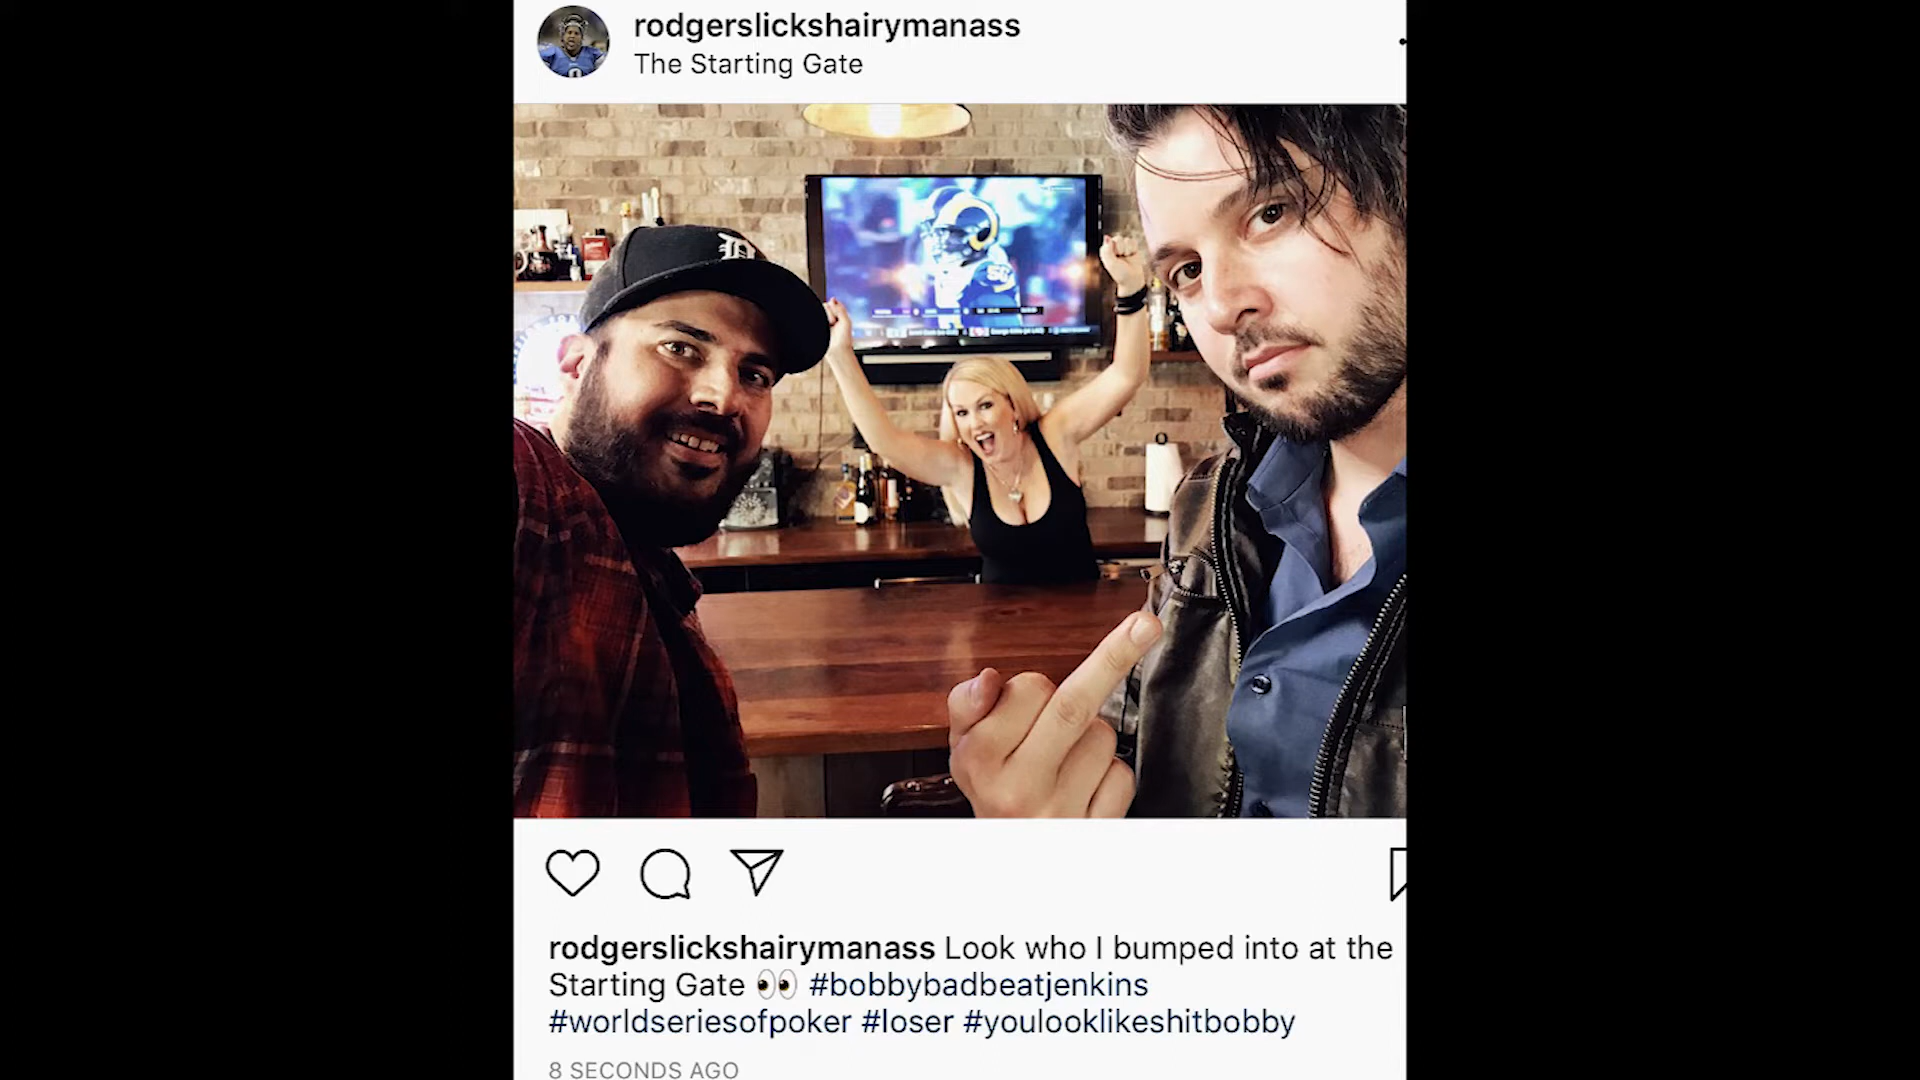 rodgerslickshairymanass
The Starting Gate
D
rodgerslickshairymanass Look who I bumped into at the
Starting Gate 👀 #bobbybadbeatjenkins
#worldseriesofpoker #loser #youlooklikeshitbobby
8 SECONDS AGO